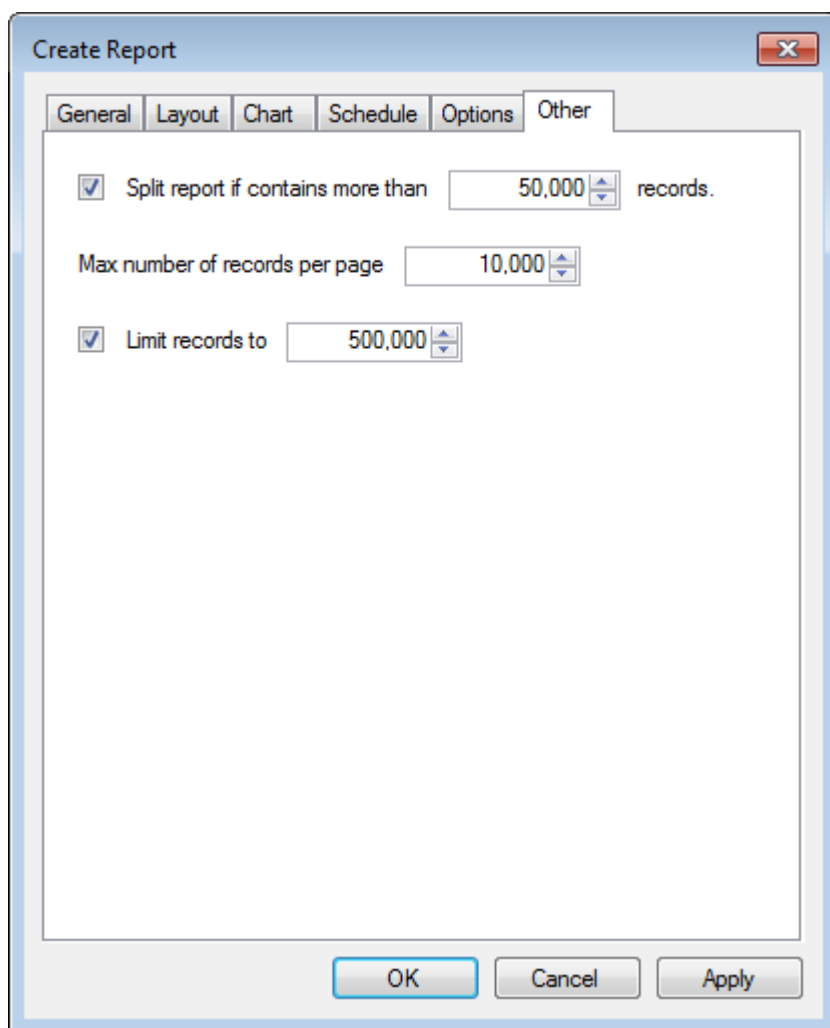 Create Report
General Layout Chart Schedule Options Other
Split report if contains more than 50,000 records.
Max number of records per page 10,000
Limit records to 500,000
OK Cancel Apply